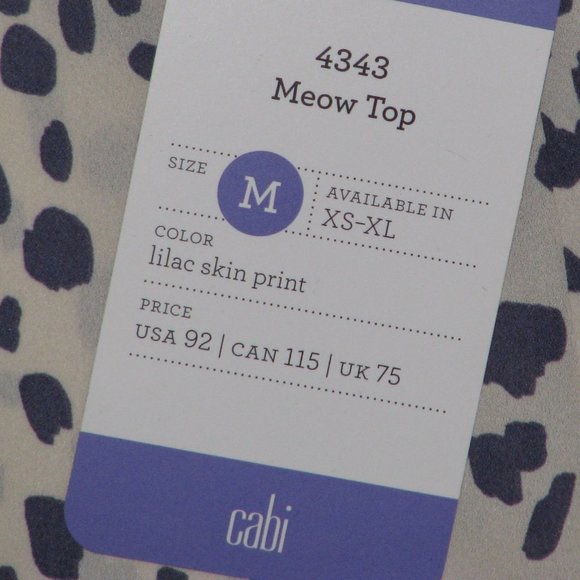 4343
Meow Top
SIZE
M
AVAILABLE IN
XS-XL
COLOR
lilac skin print
PRICE
USA 92 | CAN 115 | UK 75
cabi